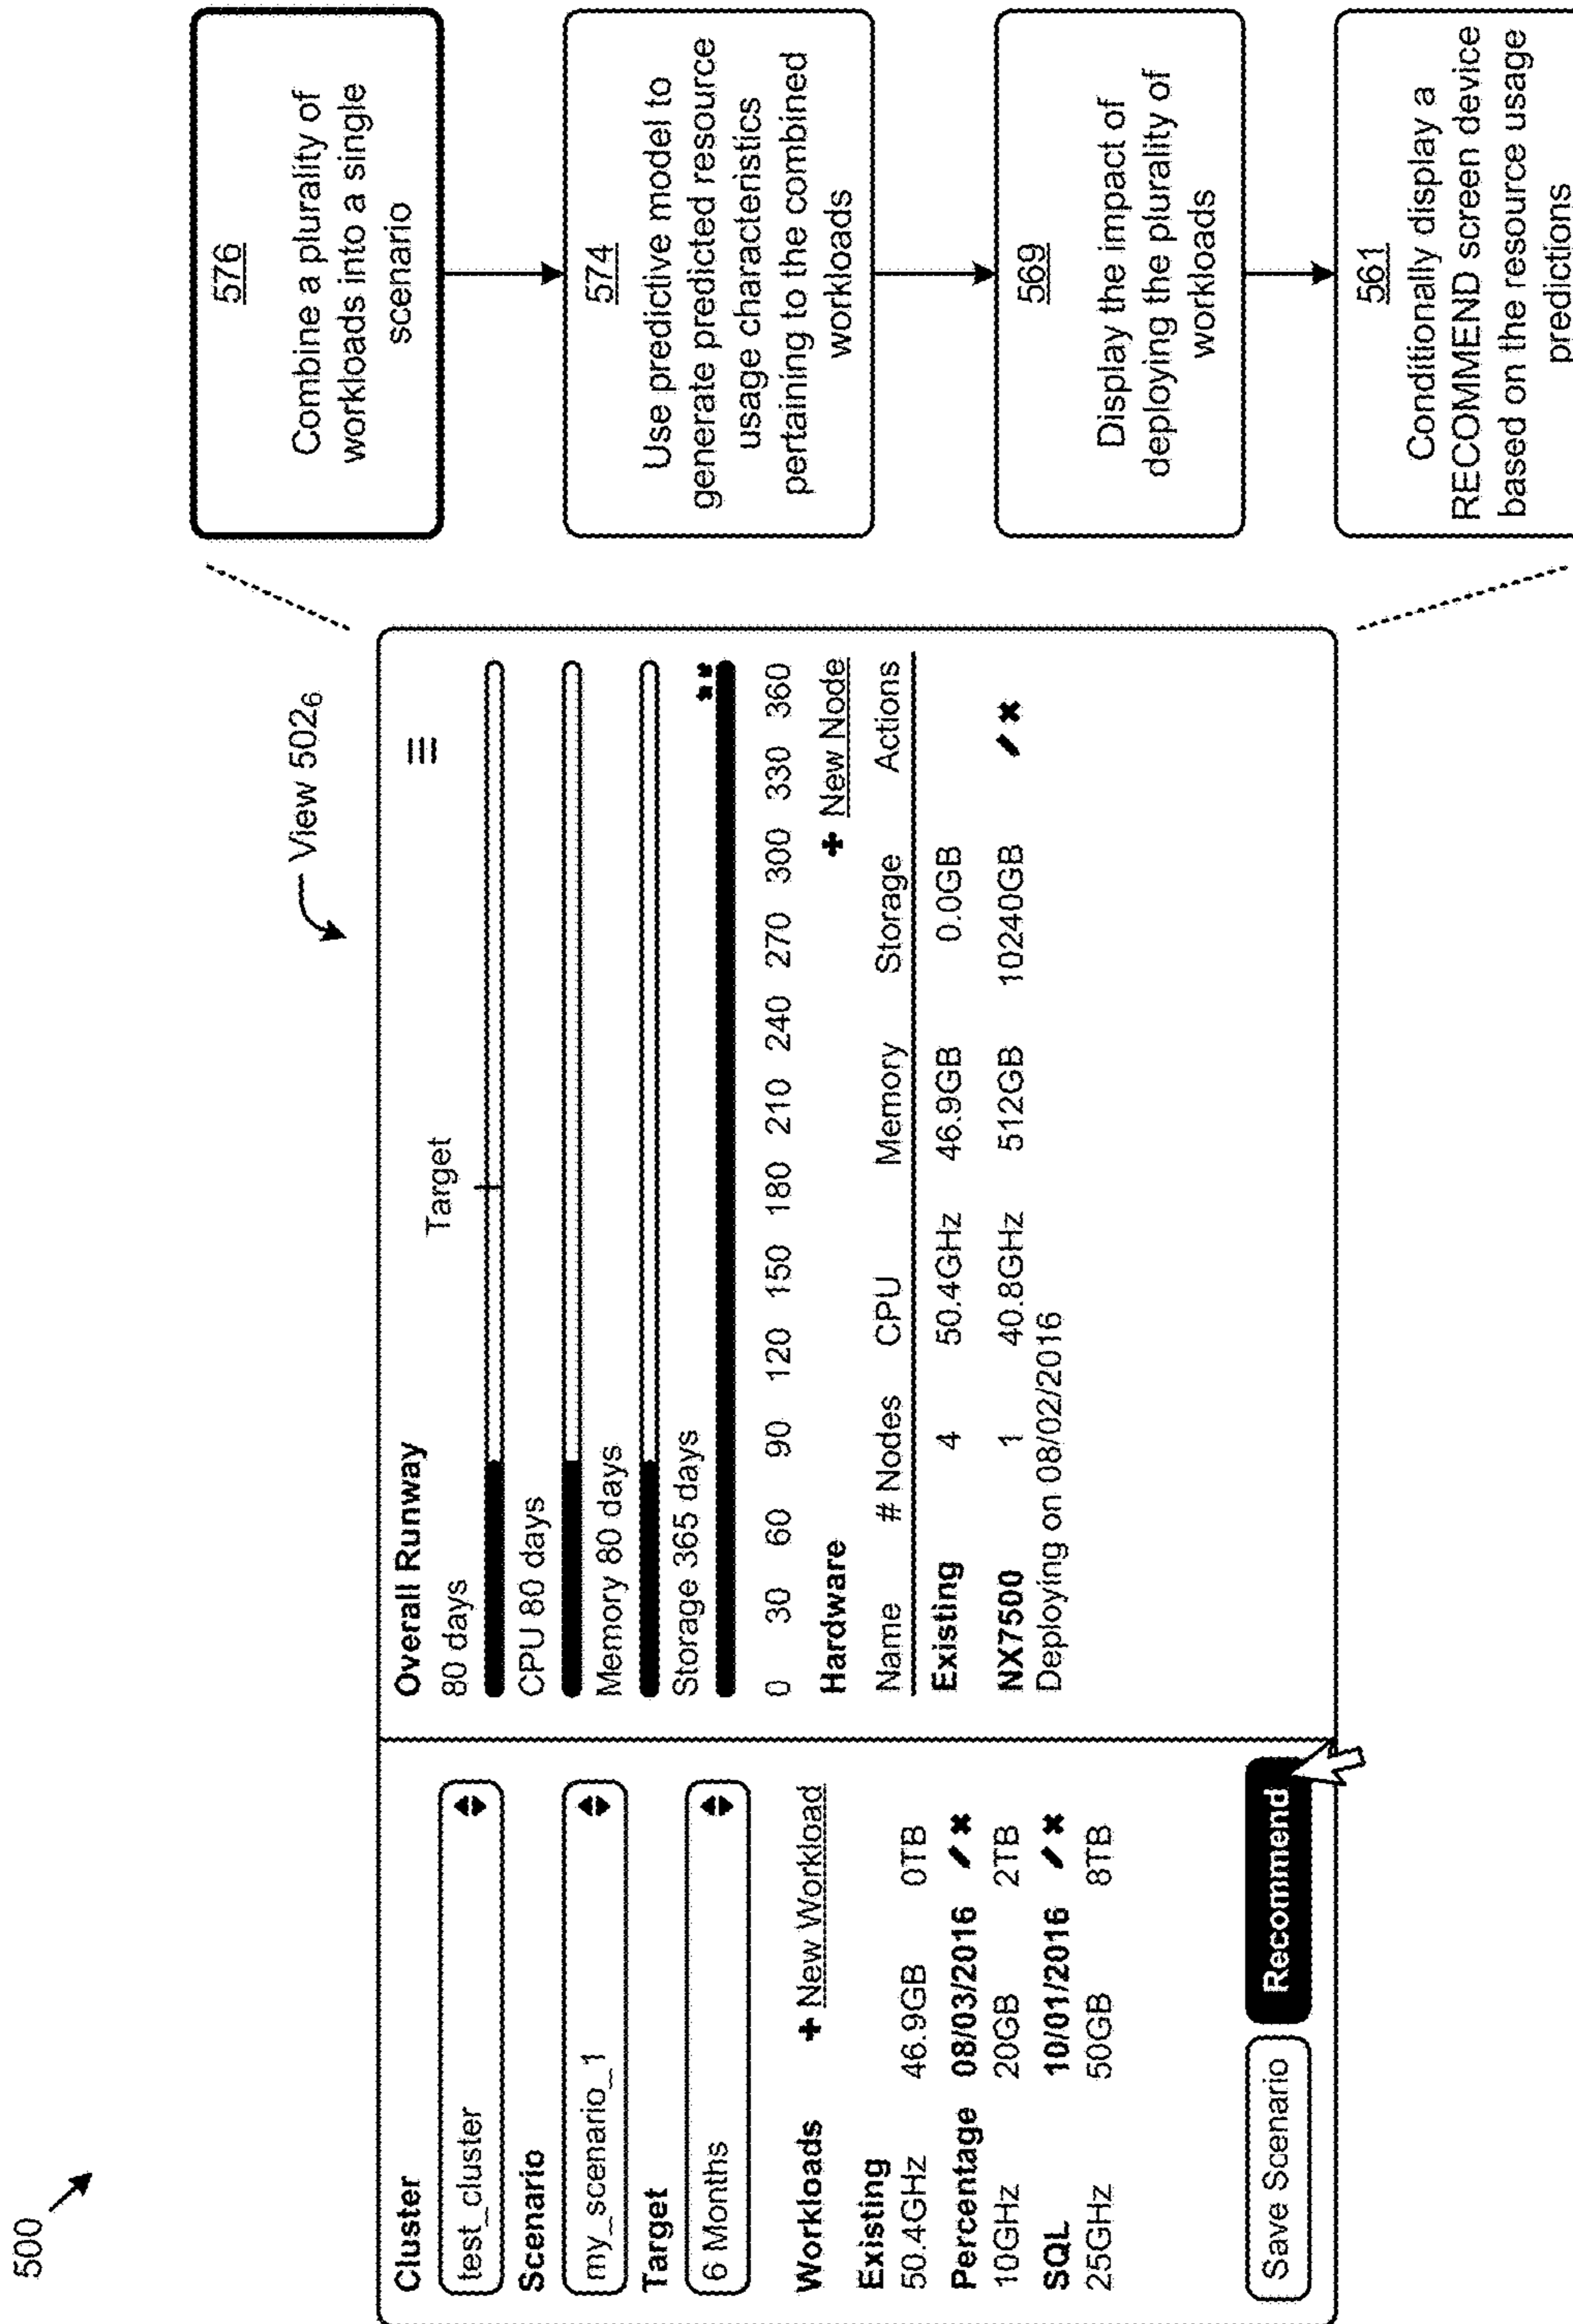 500
View 502₆
Cluster
test_cluster
Scenario
my_scenario_1
Target
6 Months
Workloads
+ New Workload
Existing
50.4GHz 46.9GB 0TB
Percentage 08/03/2016
10GHz 20GB 2TB
SQL 10/01/2016
25GHz 50GB 8TB
Save Scenario
Recommend
Overall Runway
80 days
Target
CPU 80 days
Memory 80 days
Storage 365 days
0 30 60 90 120 150 180 210 240 270 300 330 360
Hardware
+ New Node
Name # Nodes CPU Memory Storage Actions
Existing 4 50.4GHz 46.9GB 0.0GB
NX7500 1 40.8GHz 512GB 10240GB
Deploying on 08/02/2016
576
Combine a plurality of
workloads into a single
scenario
574
Use predictive model to
generate predicted resource
usage characteristics
pertaining to the combined
workloads
569
Display the impact of
deploying the plurality of
workloads
561
Conditionally display a
RECOMMEND screen device
based on the resource usage
predictions